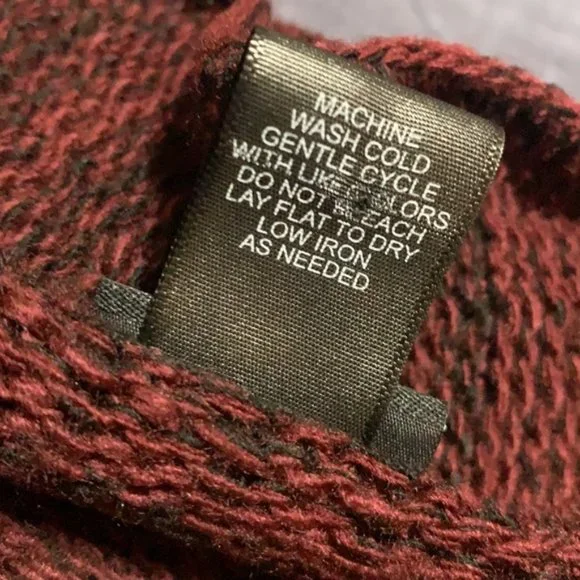 MACHINE
WASH COLD
GENTLE CYCLE
WITH LIKE COLORS
DO NOT BLEACH
LAY FLAT TO DRY
LOW IRON
AS NEEDED